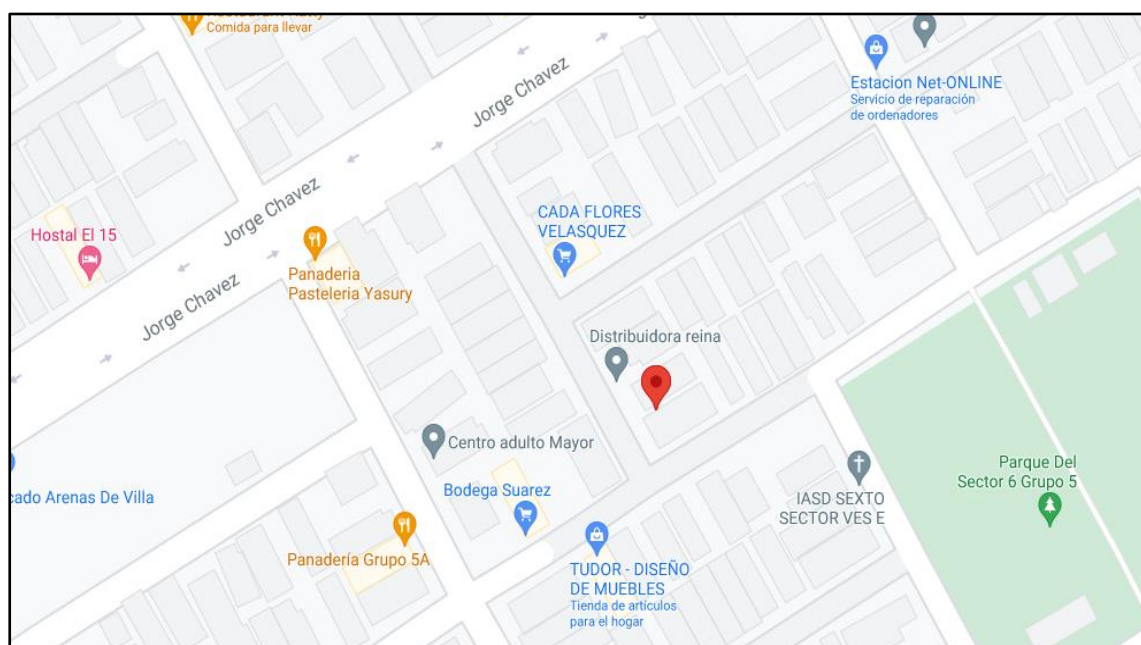 Comida para llevar
Jorge Chavez
Estacion Net-ONLINE
Servicio de reparación
de ordenadores
Jorge Chavez
CADA FLORES
VELASQUEZ
Hostal El 15
Panaderia
Pasteleria Yasury
Jorge Chavez
Distribuidora reina
Centro adulto Mayor
Parque Del
Sector 6 Grupo 5
Bodega Suarez
IASD SEXTO
SECTOR VES E
cado Arenas De Villa
Panadería Grupo 5A
TUDOR - DISEÑO
DE MUEBLES
Tienda de artículos
para el hogar